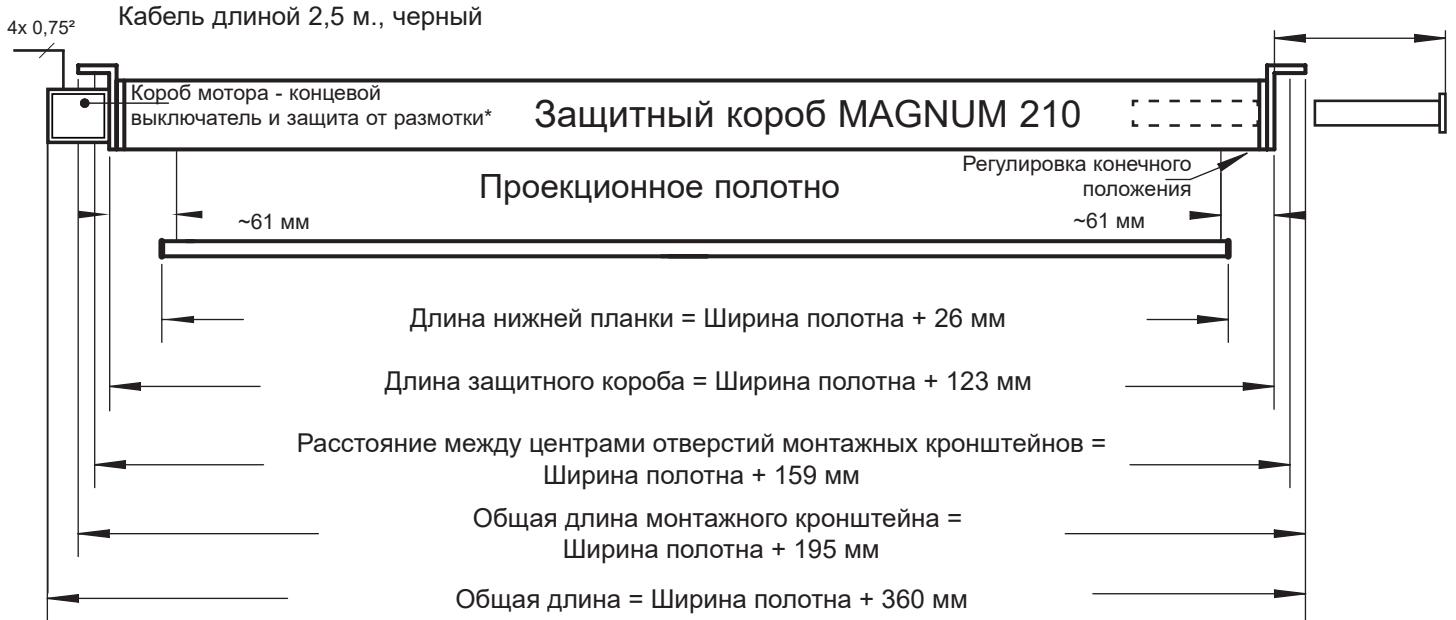 Кабель длиной 2,5 м., черный
4x 0,75²
Короб мотора - концевой
выключатель и защита от размотки*
Защитный короб MAGNUM 210
Регулировка конечного
положения
Проекционное полотно
~61 мм
~61 мм
Длина нижней планки = Ширина полотна + 26 мм
Длина защитного короба = Ширина полотна + 123 мм
Расстояние между центрами отверстий монтажных кронштейнов =
Ширина полотна + 159 мм
Общая длина монтажного кронштейна =
Ширина полотна + 195 мм
Общая длина = Ширина полотна + 360 мм